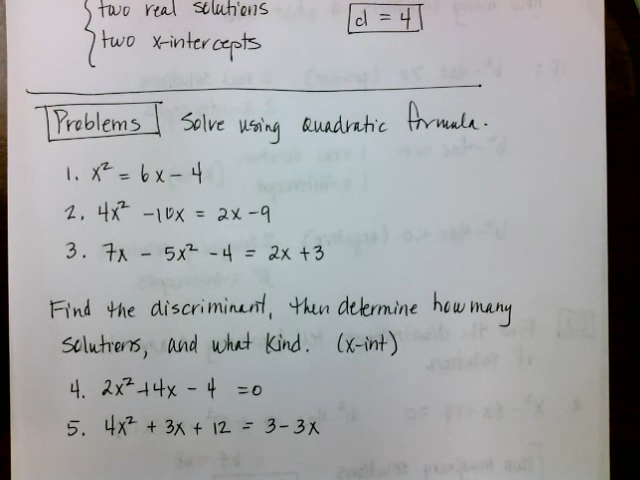 two real solutions
two x-intercepts
d = 4
Problems Solve using Quadratic formula.
1. x² = 6x - 4
2. 4x² - 10x = 2x - 9
3. 7x - 5x² - 4 = 2x + 3
Find the discriminant, then determine how many
solutions, and what kind. (x-int)
4. 2x² + 4x - 4 = 0
5. 4x² + 3x + 12 = 3 - 3x